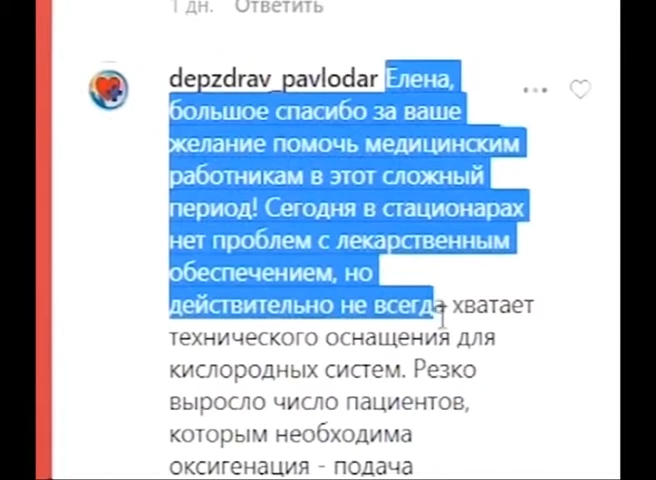 1 дн. Ответить
depzdrav_pavlodar Елена,
большое спасибо за ваше
желание помочь медицинским
работникам в этот сложный
период! Сегодня в стационарах
нет проблем с лекарственным
обеспечением, но
действительно не всегда хватает
технического оснащения для
кислородных систем. Резко
выросло число пациентов,
которым необходима
оксигенация - подача